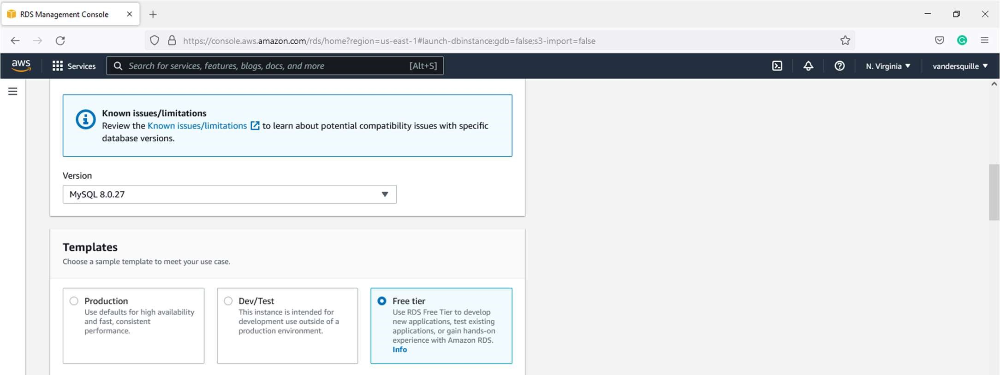 RDS Management Console
https://console.aws.amazon.com/rds/home?region=us-east-1#launch-dbinstance:gdb=false;s3-import=false
aws Services Search for services, features, blogs, docs, and more [Alt+S] N. Virginia vandersquille
Known issues/limitations
Review the Known issues/limitations to learn about potential compatibility issues with specific
database versions.
Version
MySQL 8.0.27
Templates
Choose a sample template to meet your use case.
Production
Use defaults for high availability
and fast, consistent
performance.
Dev/Test
This instance is intended for
development use outside of a
production environment.
Free tier
Use RDS Free Tier to develop
new applications, test existing
applications, or gain hands-on
experience with Amazon RDS.
Info